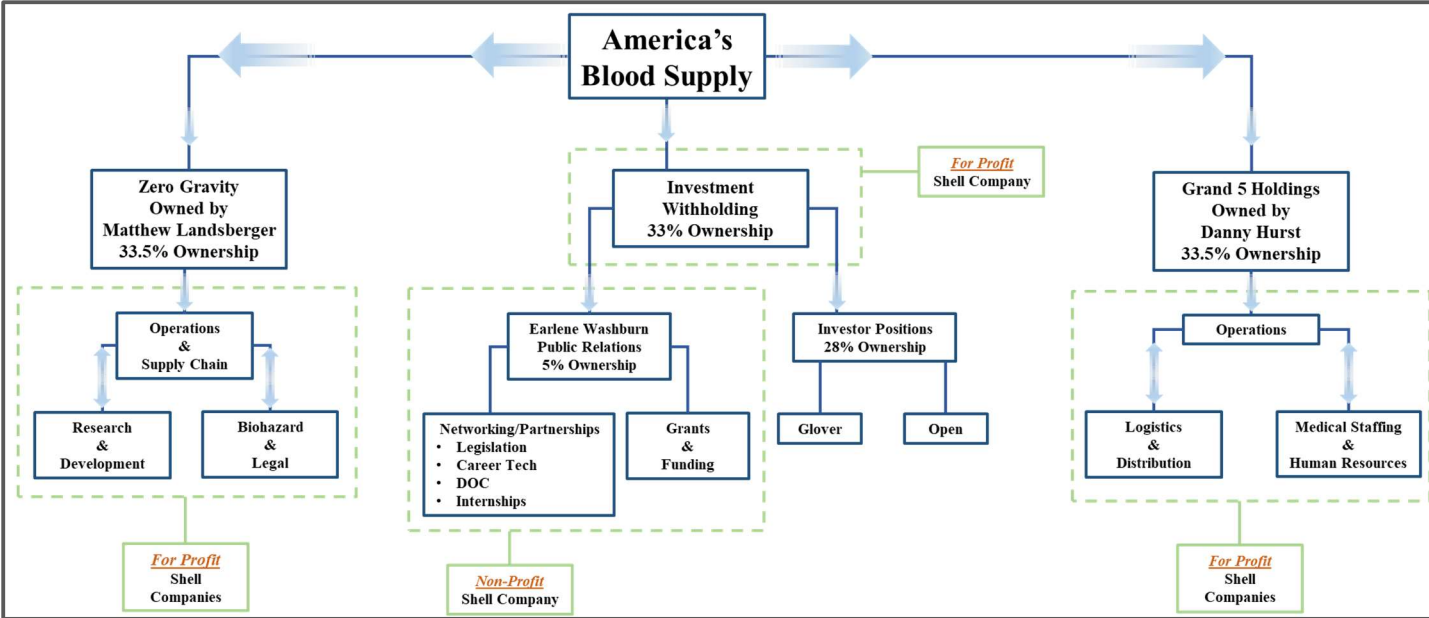 America's
Blood Supply
Zero Gravity
Owned by
Matthew Landsberger
33.5% Ownership
Investment
Withholding
33% Ownership
For Profit
Shell Company
Grand 5 Holdings
Owned by
Danny Hurst
33.5% Ownership
Operations
&
Supply Chain
Research
&
Development
Biohazard
&
Legal
For Profit
Shell
Companies
Earlene Washburn
Public Relations
5% Ownership
Networking/Partnerships
• Legislation
• Career Tech
• DOC
• Internships
Grants
&
Funding
Non-Profit
Shell Company
Investor Positions
28% Ownership
Glover
Open
Operations
Logistics
&
Distribution
Medical Staffing
&
Human Resources
For Profit
Shell
Companies